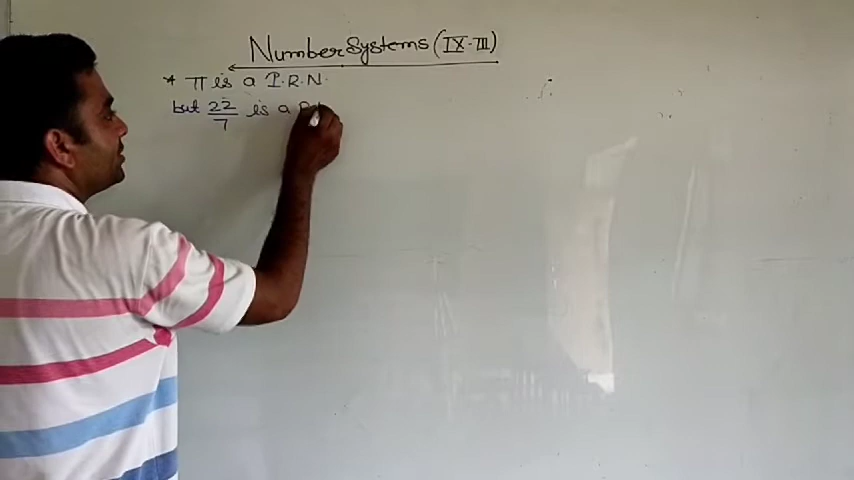 Number Systems (IX-III)
* π is a I.R.N.
but 22/7 is a R